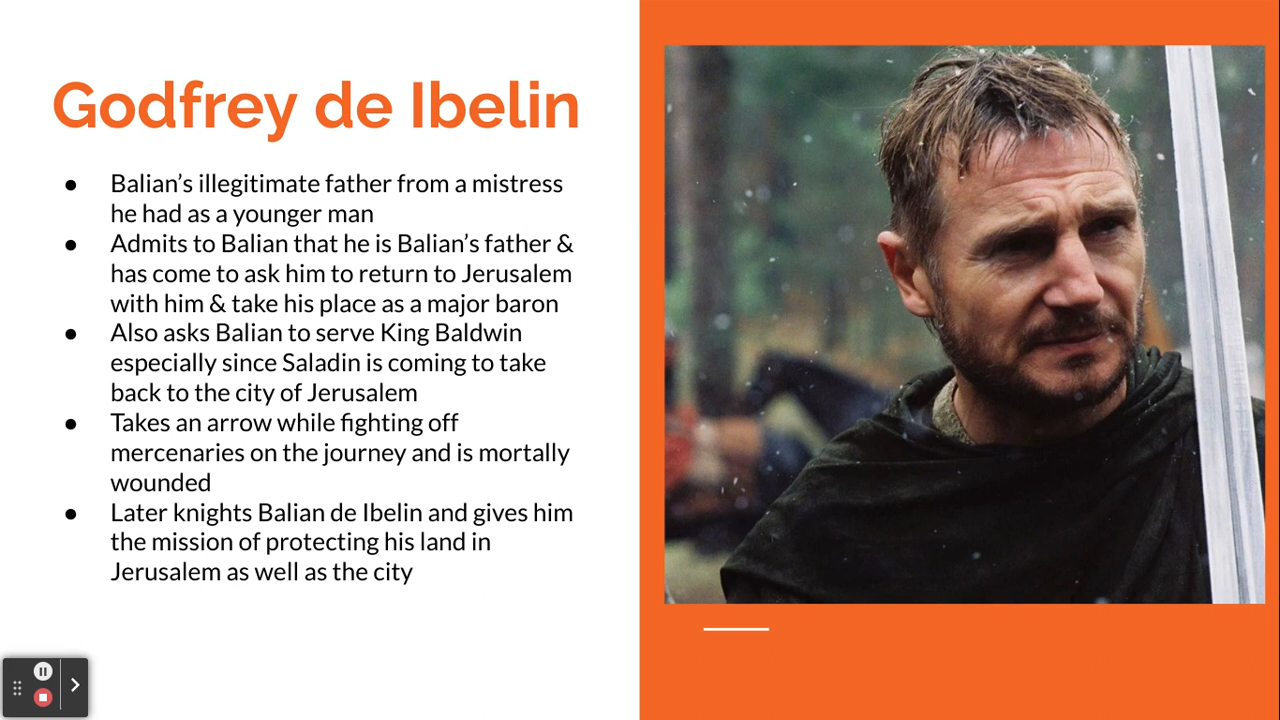 Godfrey de Ibelin
● Balian’s illegitimate father from a mistress
he had as a younger man
● Admits to Balian that he is Balian’s father &
has come to ask him to return to Jerusalem
with him & take his place as a major baron
● Also asks Balian to serve King Baldwin
especially since Saladin is coming to take
back to the city of Jerusalem
● Takes an arrow while fighting off
mercenaries on the journey and is mortally
wounded
● Later knights Balian de Ibelin and gives him
the mission of protecting his land in
Jerusalem as well as the city